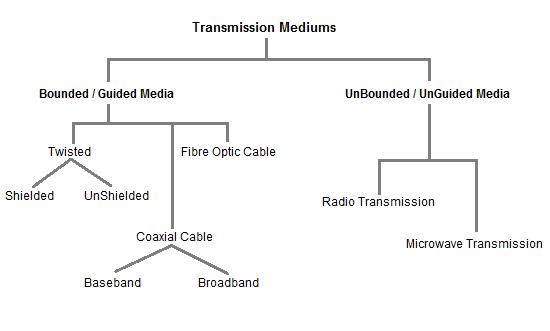 Transmission Mediums
Bounded / Guided Media
UnBounded / UnGuided Media
Twisted
Fibre Optic Cable
Shielded
UnShielded
Radio Transmission
Coaxial Cable
Microwave Transmission
Baseband
Broadband